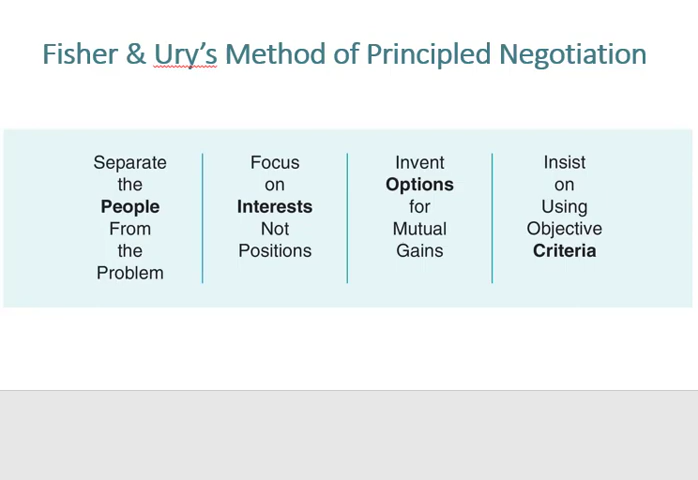 Fisher & Ury's Method of Principled Negotiation
Separate
the
People
From
the
Problem
Focus
on
Interests
Not
Positions
Invent
Options
for
Mutual
Gains
Insist
on
Using
Objective
Criteria